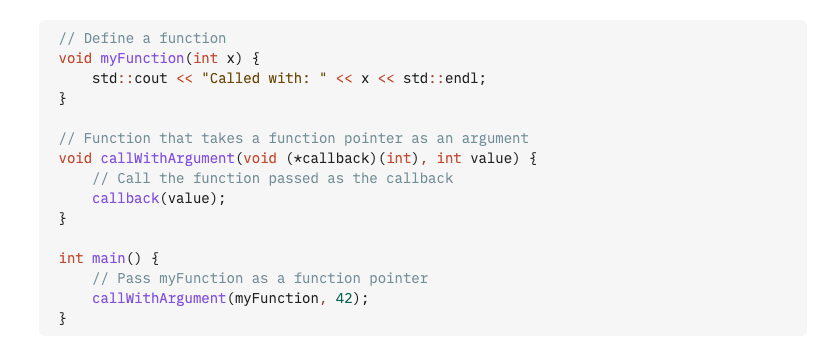 // Define a function
void myFunction(int x) {
    std::cout << "Called with: " << x << std::endl;
}

// Function that takes a function pointer as an argument
void callWithArgument(void (*callback)(int), int value) {
    // Call the function passed as the callback
    callback(value);
}

int main() {
    // Pass myFunction as a function pointer
    callWithArgument(myFunction, 42);
}